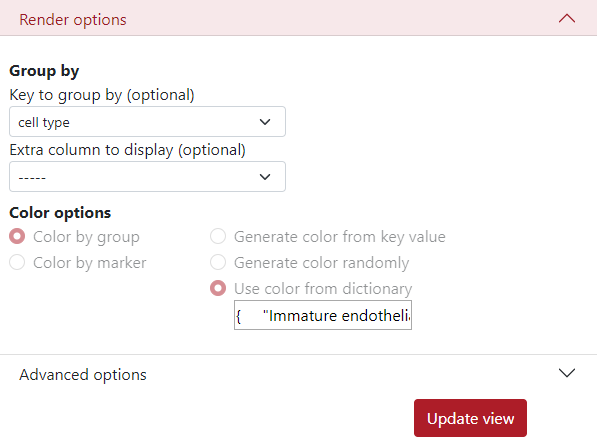 Render options
Group by
Key to group by (optional)
cell type
Extra column to display (optional)
-----
Color options
Color by group
Generate color from key value
Color by marker
Generate color randomly
Use color from dictionary
{ "Immature
Advanced options
Update view